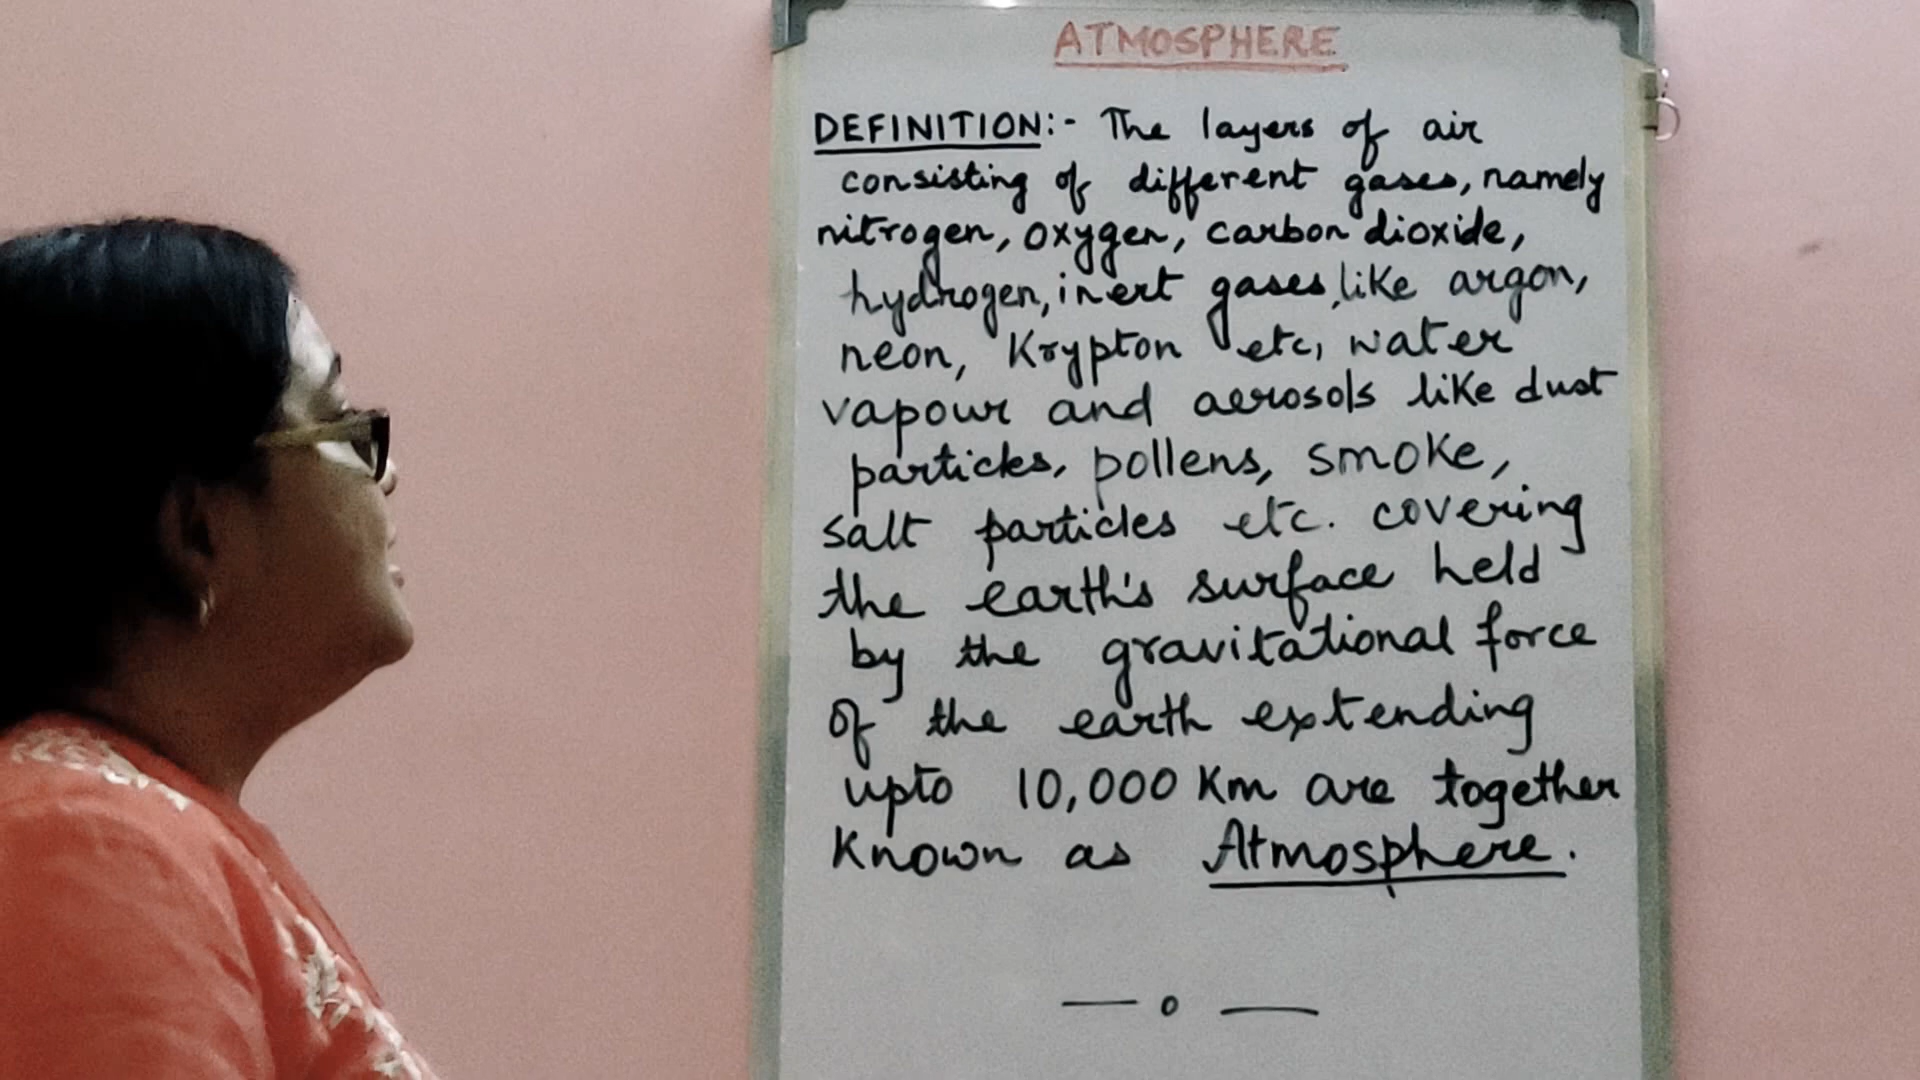 ATMOSPHERE
DEFINITION:- The layers of air
consisting of different gases, namely
nitrogen, oxygen, carbon dioxide,
hydrogen, inert gases, like argon,
neon, Krypton etc, water
vapour and aerosols like dust
particles, pollens, smoke,
salt particles etc. covering
the earth's surface held
by the gravitational force
of the earth extending
upto 10,000 Km are together
Known as Atmosphere.
— o —